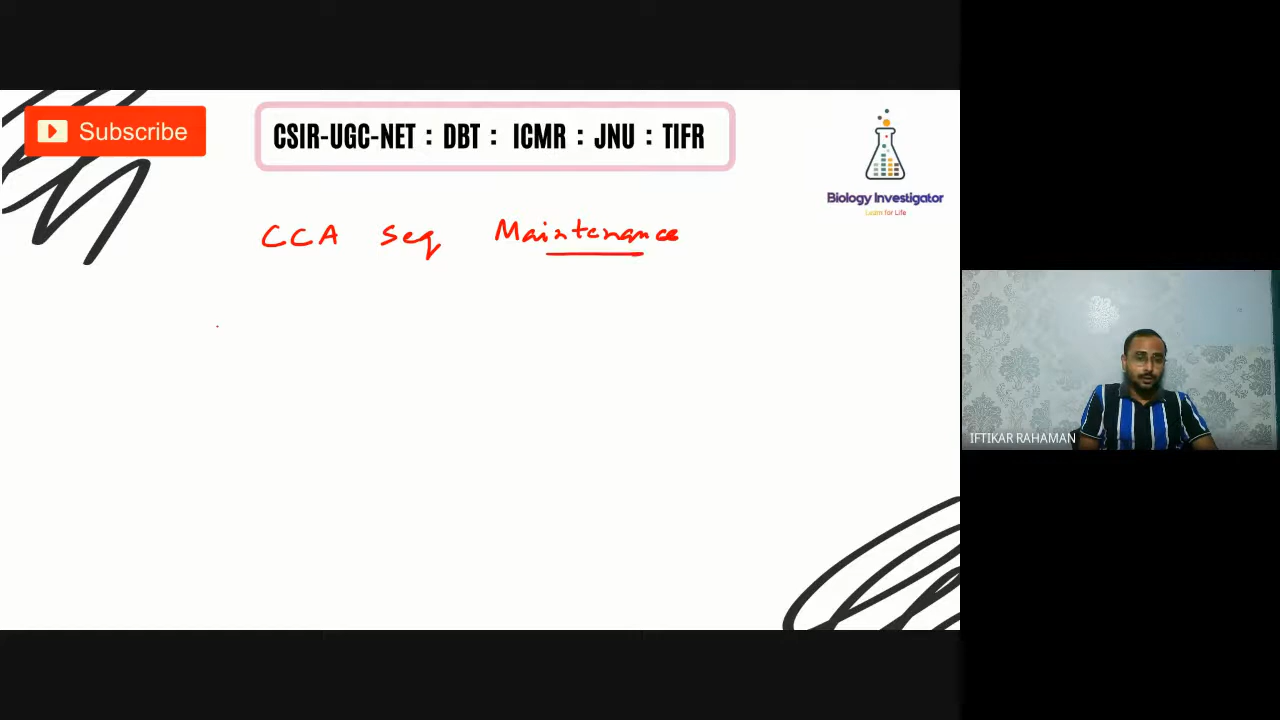 Subscribe
CSIR-UGC-NET : DBT : ICMR : JNU : TIFR
Biology Investigator
Learn for Life
CCA Seq Maintenance
IFTIKAR RAHAMAN